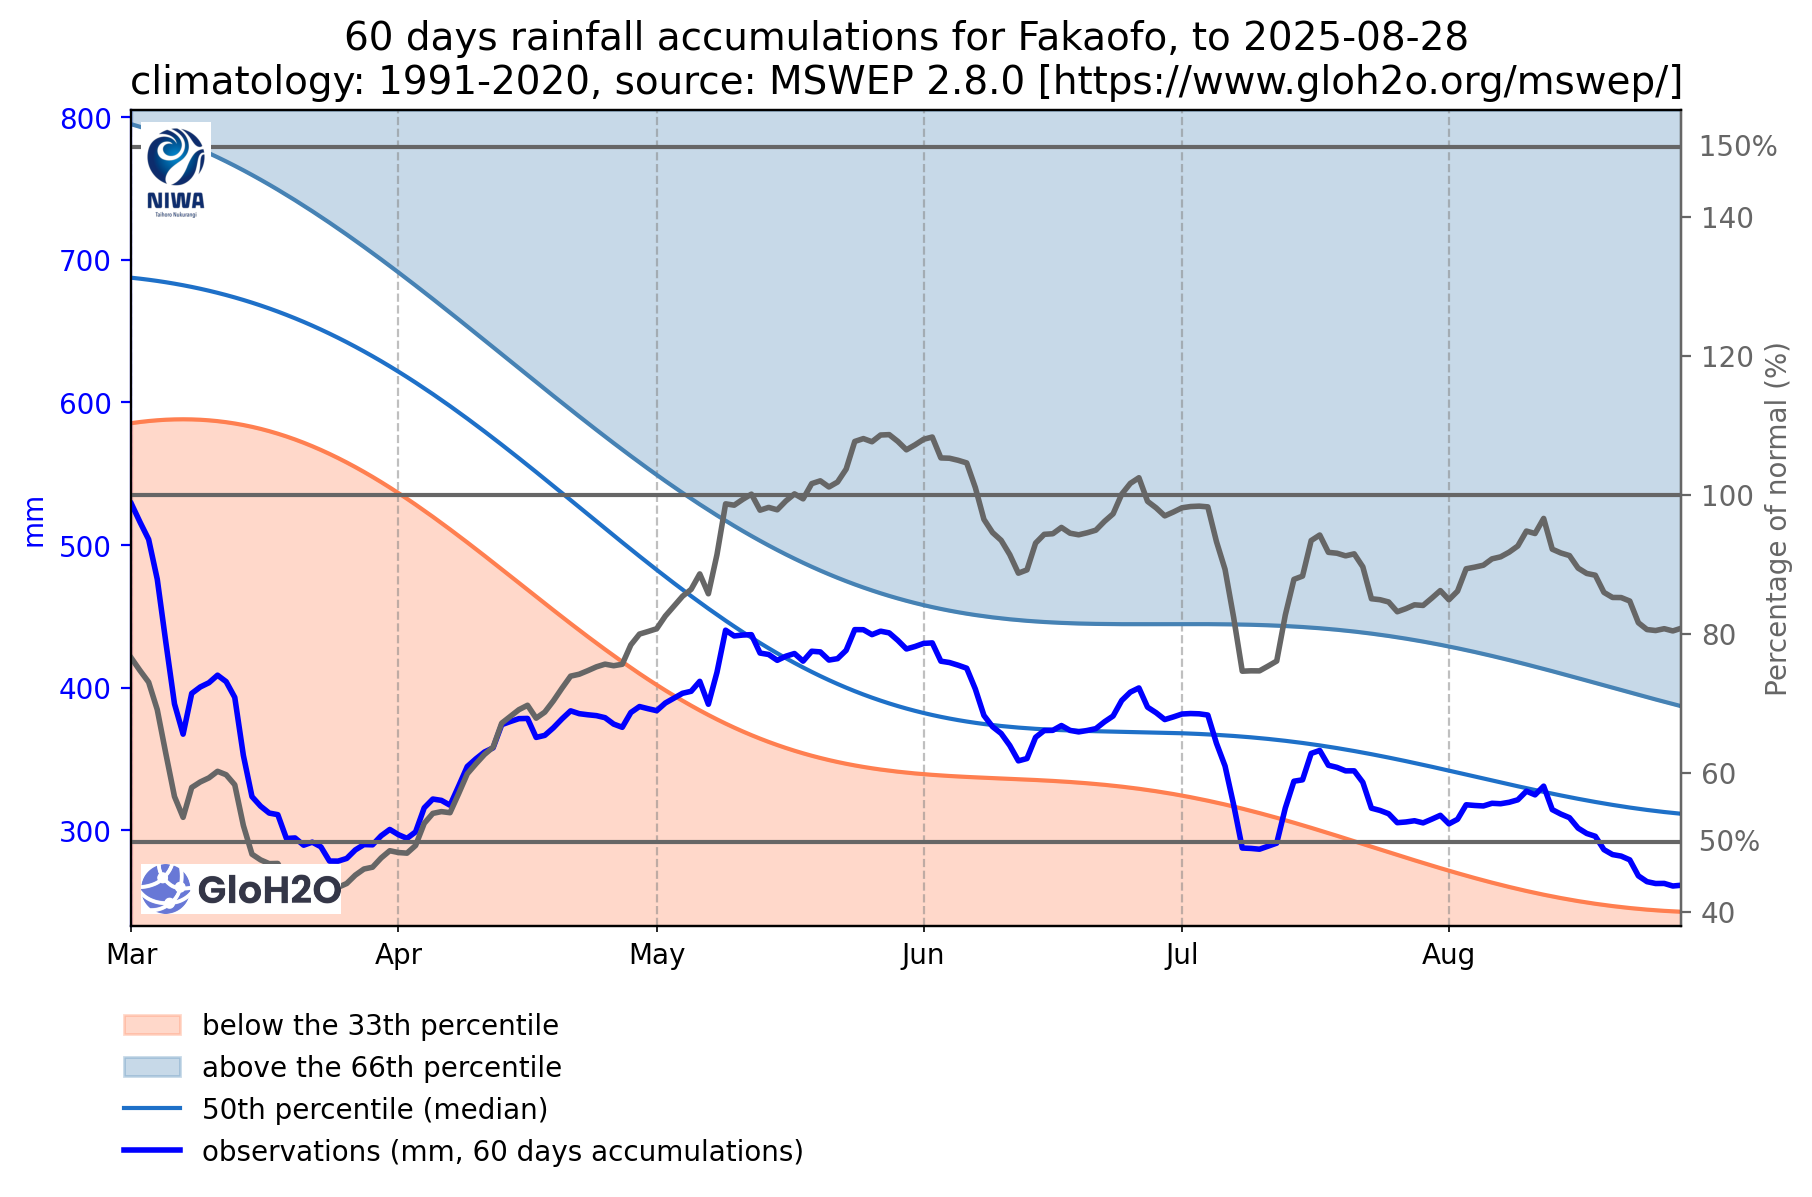 60 days rainfall accumulations for Fakaofo, to 2025-08-28
climatology: 1991-2020, source: MSWEP 2.8.0 [https://www.gloh2o.org/mswep/]
800
700
600
500
400
300
mm
NIWA
Taihoro Nukurangi
GloH2O
150%
140
120
100
80
60
50%
40
Percentage of normal (%)
Mar
Apr
May
Jun
Jul
Aug
below the 33th percentile
above the 66th percentile
50th percentile (median)
observations (mm, 60 days accumulations)